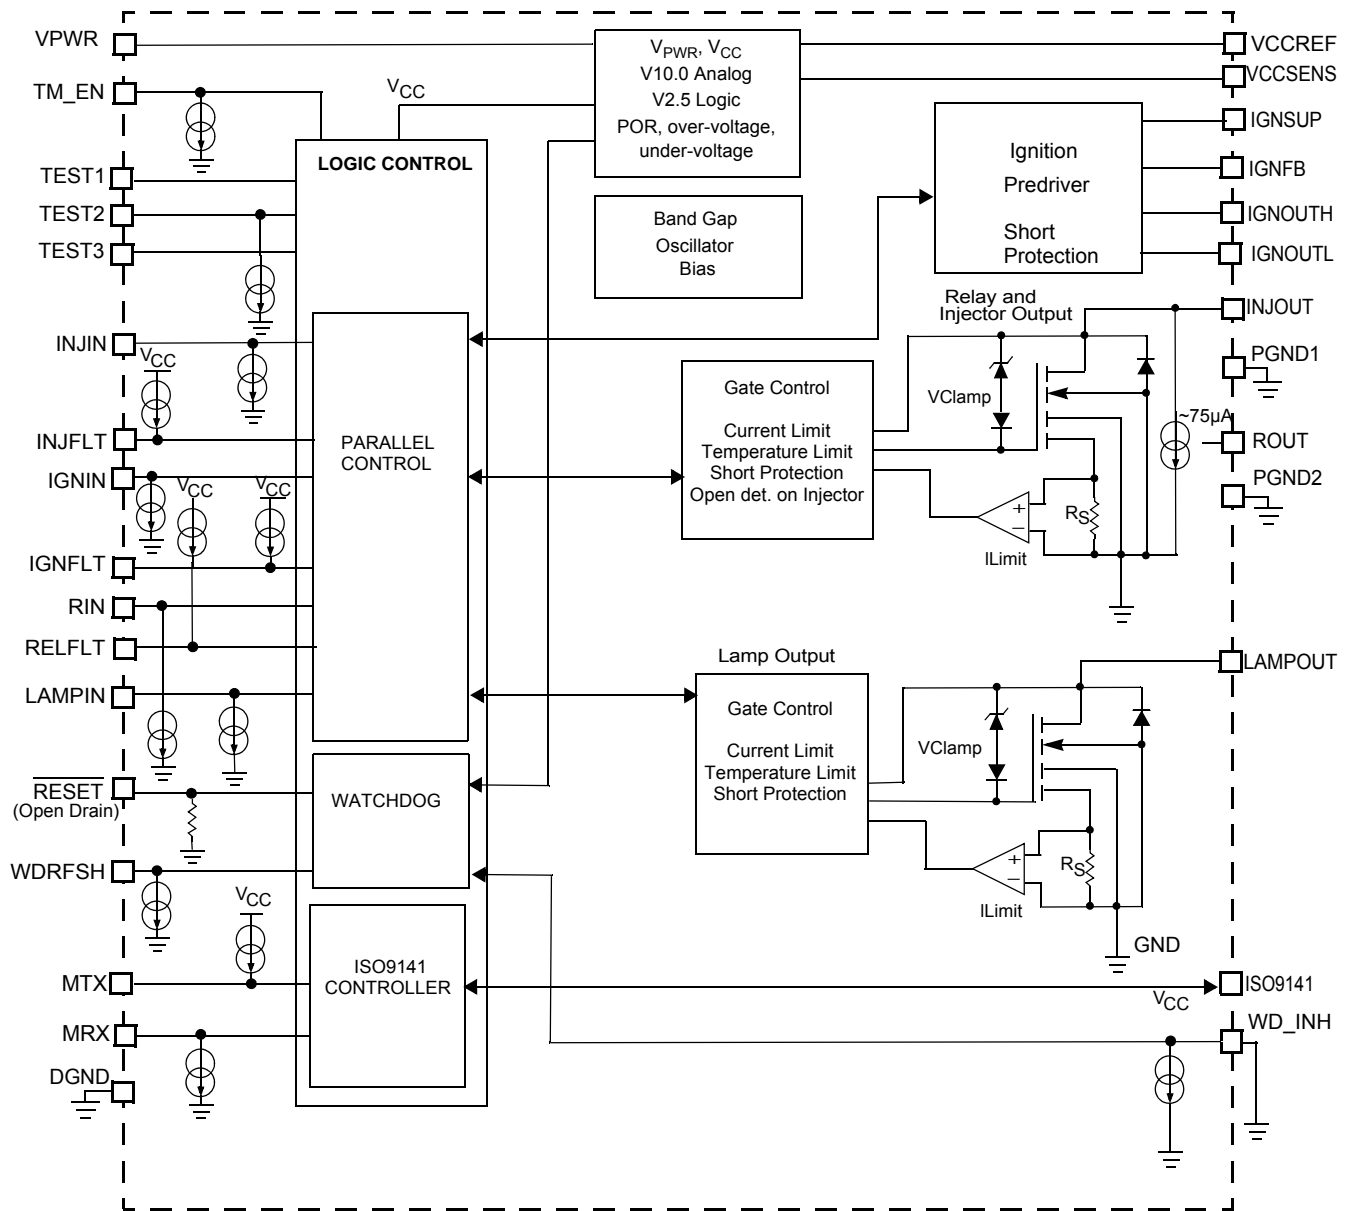 VPWR
TM_EN
TEST1
TEST2
TEST3
INJIN
VCC
INJFLT
IGNIN
VCC
VCC
IGNFLT
RIN
RELFLT
LAMPIN
RESET
(Open Drain)
WDRFSH
VCC
MTX
MRX
DGND
VCC
LOGIC CONTROL
PARALLEL
CONTROL
WATCHDOG
ISO9141
CONTROLLER
VPWR, VCC
V10.0 Analog
V2.5 Logic
POR, over-voltage,
under-voltage
Band Gap
Oscillator
Bias
Ignition
Predriver
Short
Protection
Relay and
Injector Output
Gate Control
Current Limit
Temperature Limit
Short Protection
Open det. on Injector
VClamp
+
–
RS
ILimit
~75µA
Lamp Output
Gate Control
Current Limit
Temperature Limit
Short Protection
VClamp
+
–
RS
ILimit
GND
VCC
VCCREF
VCCSENS
IGNSUP
IGNFB
IGNOUTH
IGNOUTL
INJOUT
PGND1
ROUT
PGND2
LAMPOUT
ISO9141
WD_INH